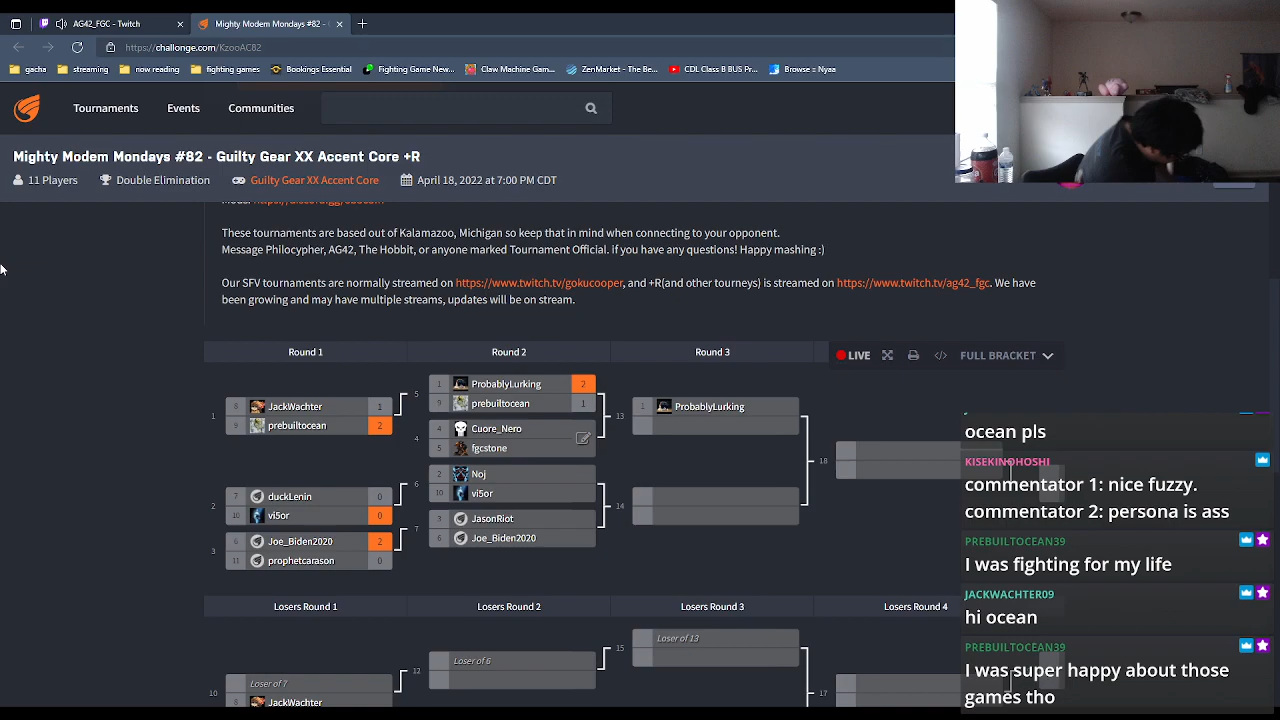 AG42_FGC - Twitch
Mighty Modem Mondays #82 -
https://challonge.com/KzooAC82
gacha
streaming
now reading
fighting games
Bookings Essential
Fighting Game New...
Claw Machine Gam...
ZenMarket - The Be...
CDL Class B BUS Pr...
Browse :: Nyaa
Tournaments
Events
Communities
Mighty Modem Mondays #82 - Guilty Gear XX Accent Core +R
11 Players
Double Elimination
Guilty Gear XX Accent Core
April 18, 2022 at 7:00 PM CDT
These tournaments are based out of Kalamazoo, Michigan so keep that in mind when connecting to your opponent.
Message Philocypher, AG42, The Hobbit, or anyone marked Tournament Official. if you have any questions! Happy mashing :)
Our SFV tournaments are normally streamed on https://www.twitch.tv/gokucooper, and +R(and other tourneys) is streamed on https://www.twitch.tv/ag42_fgc. We have
been growing and may have multiple streams, updates will be on stream.
Round 1
Round 2
Round 3
LIVE
FULL BRACKET
1
8 JackWachter 1
9 prebuiltocean 2
2
7 duckLenin 0
10 vi5or 0
3
6 Joe_Biden2020 2
11 prophetcarason 0
5
1 ProbablyLurking 2
9 prebuiltocean 1
4
4 Cuore_Nero
5 fgcstone
6
2 Noj
10 vi5or
7
3 JasonRiot
6 Joe_Biden2020
13
1 ProbablyLurking
14
18
Losers Round 1
Losers Round 2
Losers Round 3
Losers Round 4
10
Loser of 7
8 JackWachter
12
Loser of 6
15
Loser of 13
17
ocean pls
KISEKINOHOSHI
commentator 1: nice fuzzy.
commentator 2: persona is ass
PREBUILTOCEAN39
I was fighting for my life
JACKWACHTER09
hi ocean
PREBUILTOCEAN39
I was super happy about those
games tho